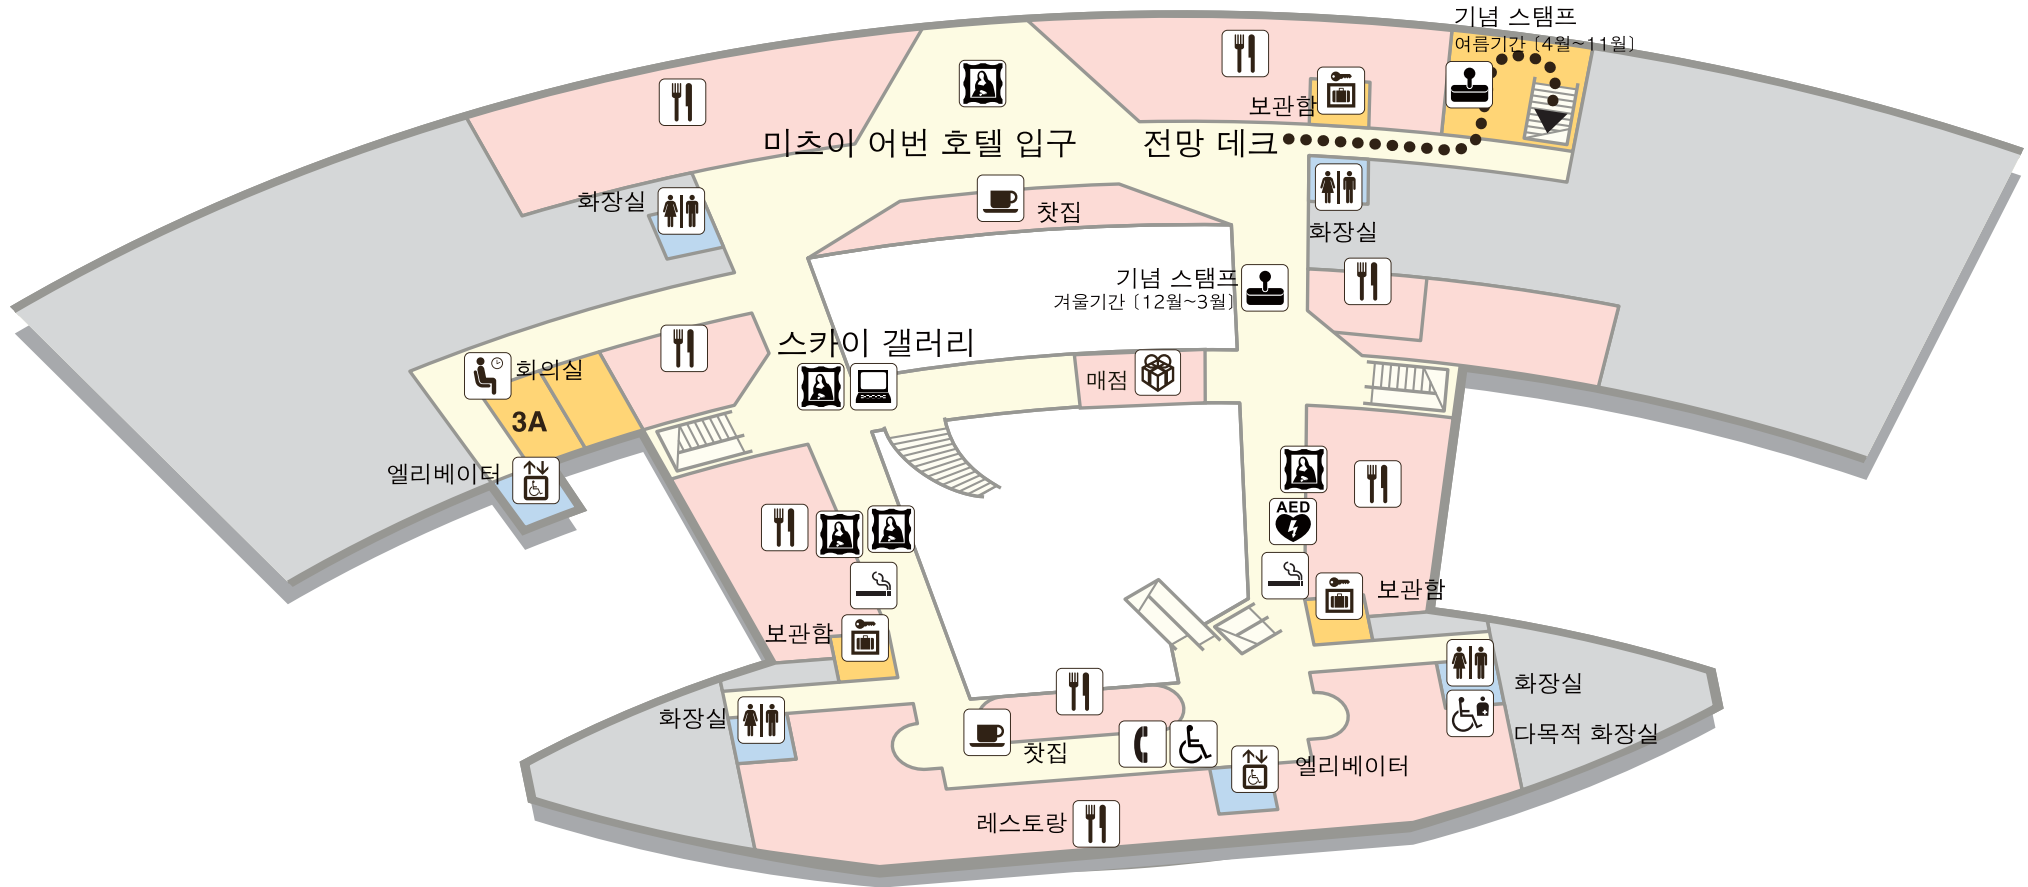 기념 스탬프
여름기간 〔4월~11월〕
보관함
미츠이 어번 호텔 입구
전망 데크
화장실
찻집
화장실
기념 스탬프
겨울기간 〔12월~3월〕
스카이 갤러리
회의실
매점
3A
엘리베이터
AED
보관함
보관함
화장실
화장실
다목적 화장실
찻집
엘리베이터
레스토랑